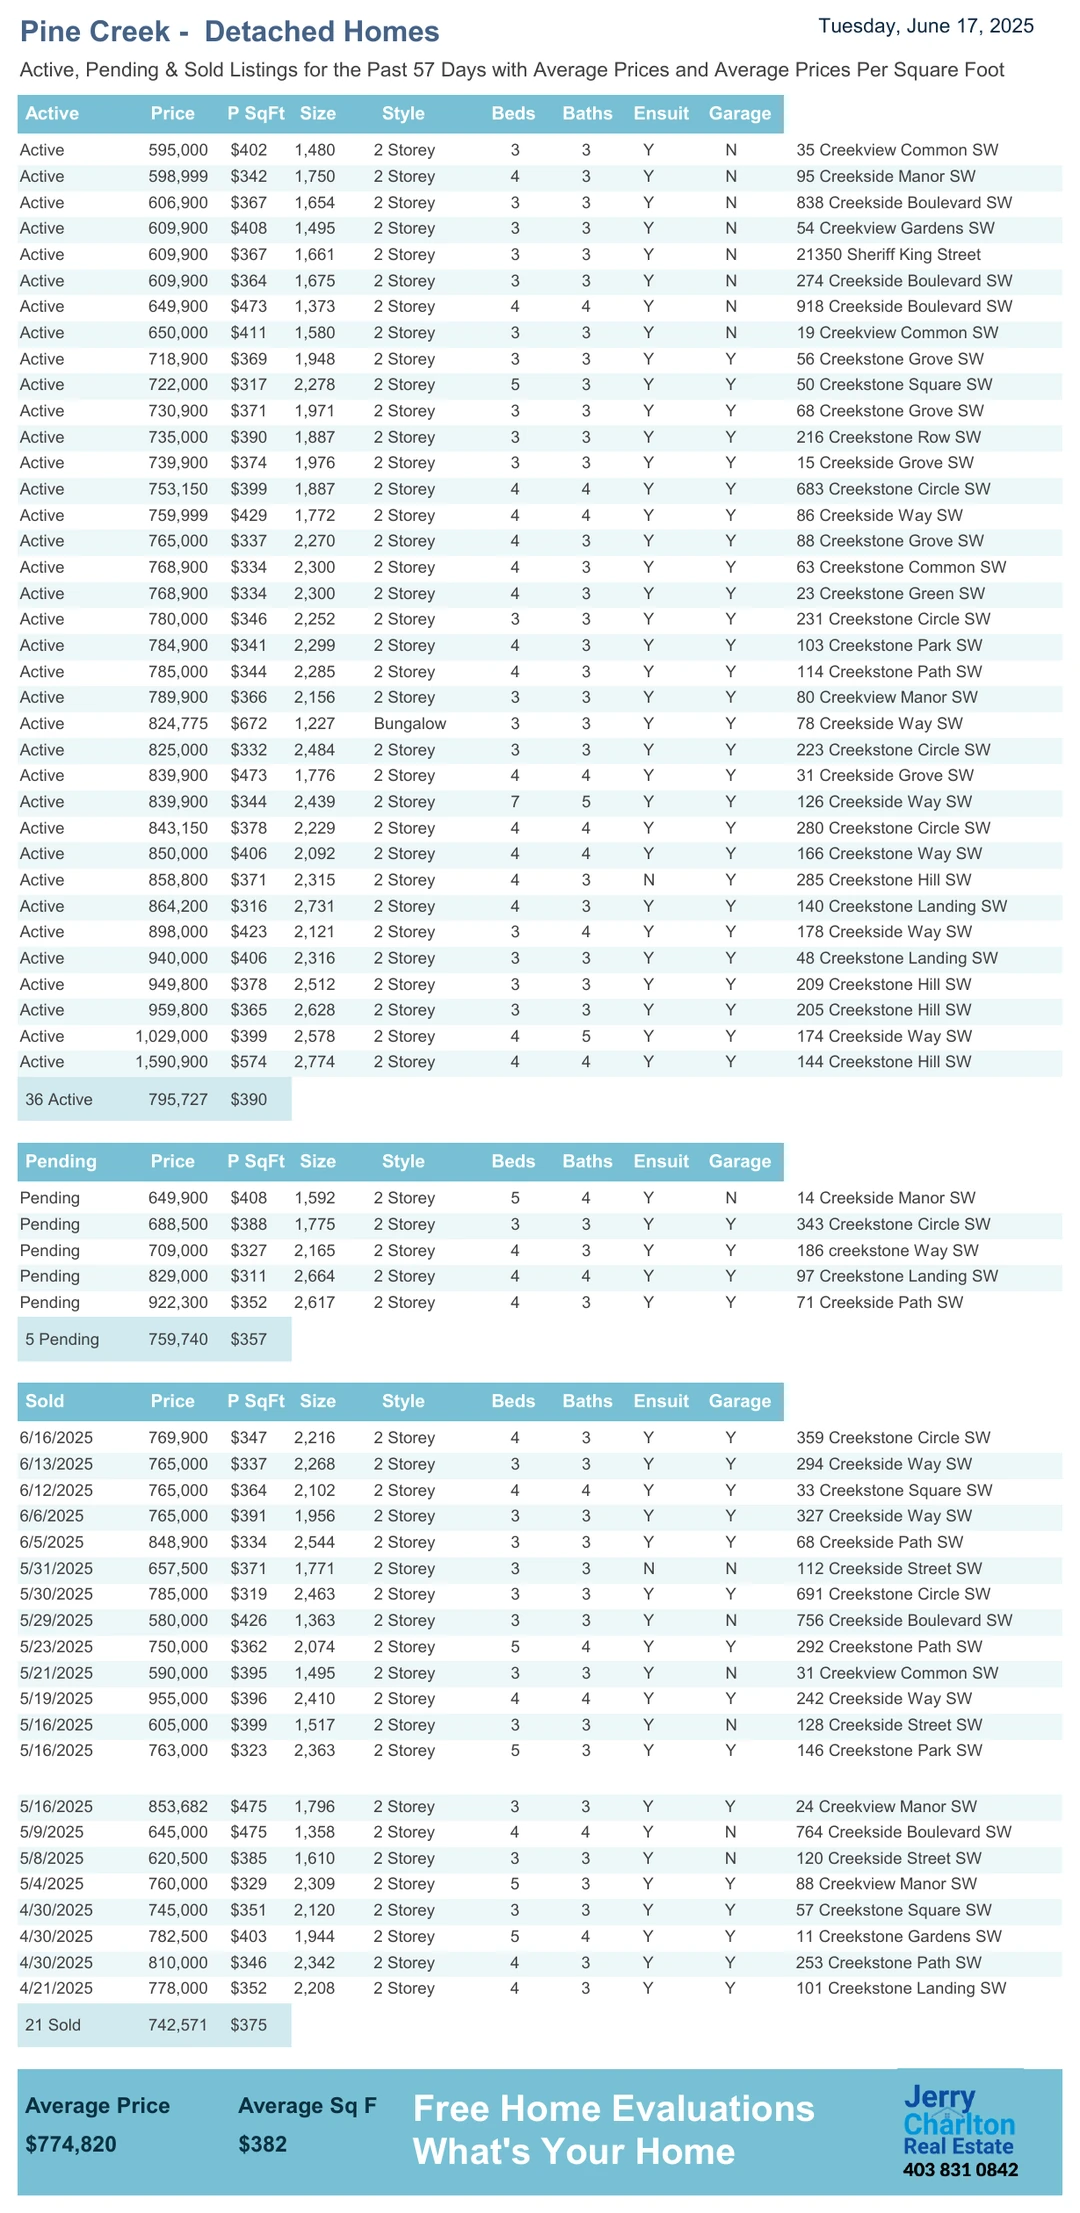 Pine Creek - Detached Homes
Tuesday, June 17, 2025
Active, Pending & Sold Listings for the Past 57 Days with Average Prices and Average Prices Per Square Foot
Active Price P SqFt Size Style Beds Baths Ensuit Garage
Active 595,000 $402 1,480 2 Storey 3 3 Y N 35 Creekview Common SW
Active 598,999 $342 1,750 2 Storey 4 3 Y N 95 Creekside Manor SW
Active 606,900 $367 1,654 2 Storey 3 3 Y N 838 Creekside Boulevard SW
Active 609,900 $408 1,495 2 Storey 3 3 Y N 54 Creekview Gardens SW
Active 609,900 $367 1,661 2 Storey 3 3 Y N 21350 Sheriff King Street
Active 609,900 $364 1,675 2 Storey 3 3 Y N 274 Creekside Boulevard SW
Active 649,900 $473 1,373 2 Storey 4 4 Y N 918 Creekside Boulevard SW
Active 650,000 $411 1,580 2 Storey 3 3 Y N 19 Creekview Common SW
Active 718,900 $369 1,948 2 Storey 3 3 Y Y 56 Creekstone Grove SW
Active 722,000 $317 2,278 2 Storey 5 3 Y Y 50 Creekstone Square SW
Active 730,900 $371 1,971 2 Storey 3 3 Y Y 68 Creekstone Grove SW
Active 735,000 $390 1,887 2 Storey 3 3 Y Y 216 Creekstone Row SW
Active 739,900 $374 1,976 2 Storey 3 3 Y Y 15 Creekside Grove SW
Active 753,150 $399 1,887 2 Storey 4 4 Y Y 683 Creekstone Circle SW
Active 759,999 $429 1,772 2 Storey 4 4 Y Y 86 Creekside Way SW
Active 765,000 $337 2,270 2 Storey 4 3 Y Y 88 Creekstone Grove SW
Active 768,900 $334 2,300 2 Storey 4 3 Y Y 63 Creekstone Common SW
Active 768,900 $334 2,300 2 Storey 4 3 Y Y 23 Creekstone Green SW
Active 780,000 $346 2,252 2 Storey 3 3 Y Y 231 Creekstone Circle SW
Active 784,900 $341 2,299 2 Storey 4 3 Y Y 103 Creekstone Park SW
Active 785,000 $344 2,285 2 Storey 4 3 Y Y 114 Creekstone Path SW
Active 789,900 $366 2,156 2 Storey 3 3 Y Y 80 Creekview Manor SW
Active 824,775 $672 1,227 Bungalow 3 3 Y Y 78 Creekside Way SW
Active 825,000 $332 2,484 2 Storey 3 3 Y Y 223 Creekstone Circle SW
Active 839,900 $473 1,776 2 Storey 4 4 Y Y 31 Creekside Grove SW
Active 839,900 $344 2,439 2 Storey 7 5 Y Y 126 Creekside Way SW
Active 843,150 $378 2,229 2 Storey 4 4 Y Y 280 Creekstone Circle SW
Active 850,000 $406 2,092 2 Storey 4 4 Y Y 166 Creekstone Way SW
Active 858,800 $371 2,315 2 Storey 4 3 N Y 285 Creekstone Hill SW
Active 864,200 $316 2,731 2 Storey 4 3 Y Y 140 Creekstone Landing SW
Active 898,000 $423 2,121 2 Storey 3 4 Y Y 178 Creekside Way SW
Active 940,000 $406 2,316 2 Storey 3 3 Y Y 48 Creekstone Landing SW
Active 949,800 $378 2,512 2 Storey 3 3 Y Y 209 Creekstone Hill SW
Active 959,800 $365 2,628 2 Storey 3 3 Y Y 205 Creekstone Hill SW
Active 1,029,000 $399 2,578 2 Storey 4 5 Y Y 174 Creekside Way SW
Active 1,590,900 $574 2,774 2 Storey 4 4 Y Y 144 Creekstone Hill SW
36 Active 795,727 $390
Pending Price P SqFt Size Style Beds Baths Ensuit Garage
Pending 649,900 $408 1,592 2 Storey 5 4 Y N 14 Creekside Manor SW
Pending 688,500 $388 1,775 2 Storey 3 3 Y Y 343 Creekstone Circle SW
Pending 709,000 $327 2,165 2 Storey 4 3 Y Y 186 creekstone Way SW
Pending 829,000 $311 2,664 2 Storey 4 4 Y Y 97 Creekstone Landing SW
Pending 922,300 $352 2,617 2 Storey 4 3 Y Y 71 Creekside Path SW
5 Pending 759,740 $357
Sold Price P SqFt Size Style Beds Baths Ensuit Garage
6/16/2025 769,900 $347 2,216 2 Storey 4 3 Y Y 359 Creekstone Circle SW
6/13/2025 765,000 $337 2,268 2 Storey 3 3 Y Y 294 Creekside Way SW
6/12/2025 765,000 $364 2,102 2 Storey 4 4 Y Y 33 Creekstone Square SW
6/6/2025 765,000 $391 1,956 2 Storey 3 3 Y Y 327 Creekside Way SW
6/5/2025 848,900 $334 2,544 2 Storey 3 3 Y Y 68 Creekside Path SW
5/31/2025 657,500 $371 1,771 2 Storey 3 3 N N 112 Creekside Street SW
5/30/2025 785,000 $319 2,463 2 Storey 3 3 Y Y 691 Creekstone Circle SW
5/29/2025 580,000 $426 1,363 2 Storey 3 3 Y N 756 Creekside Boulevard SW
5/23/2025 750,000 $362 2,074 2 Storey 5 4 Y Y 292 Creekstone Path SW
5/21/2025 590,000 $395 1,495 2 Storey 3 3 Y N 31 Creekview Common SW
5/19/2025 955,000 $396 2,410 2 Storey 4 4 Y Y 242 Creekside Way SW
5/16/2025 605,000 $399 1,517 2 Storey 3 3 Y N 128 Creekside Street SW
5/16/2025 763,000 $323 2,363 2 Storey 5 3 Y Y 146 Creekstone Park SW
5/16/2025 853,682 $475 1,796 2 Storey 3 3 Y Y 24 Creekview Manor SW
5/9/2025 645,000 $475 1,358 2 Storey 4 4 Y N 764 Creekside Boulevard SW
5/8/2025 620,500 $385 1,610 2 Storey 3 3 Y N 120 Creekside Street SW
5/4/2025 760,000 $329 2,309 2 Storey 5 3 Y Y 88 Creekview Manor SW
4/30/2025 745,000 $351 2,120 2 Storey 3 3 Y Y 57 Creekstone Square SW
4/30/2025 782,500 $403 1,944 2 Storey 5 4 Y Y 11 Creekstone Gardens SW
4/30/2025 810,000 $346 2,342 2 Storey 4 3 Y Y 253 Creekstone Path SW
4/21/2025 778,000 $352 2,208 2 Storey 4 3 Y Y 101 Creekstone Landing SW
21 Sold 742,571 $375
Average Price Average Sq F
$774,820 $382
Free Home Evaluations
What's Your Home
Jerry
Charlton
Real Estate
403 831 0842